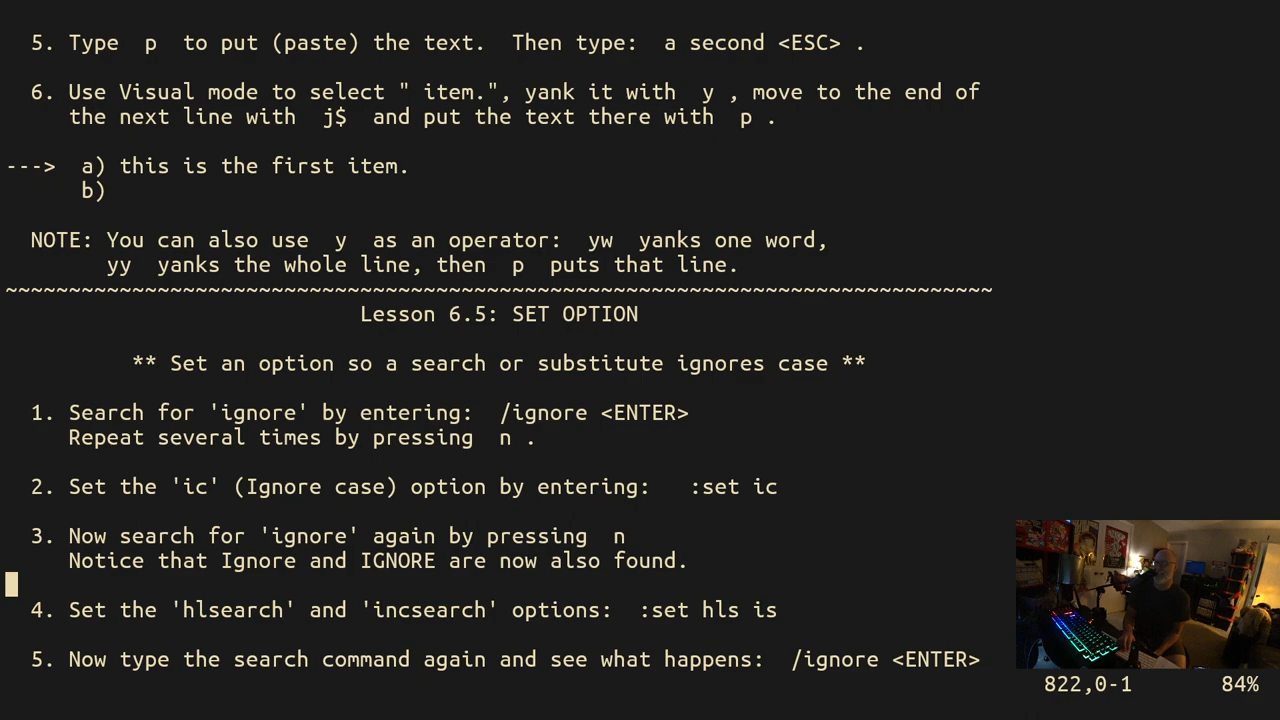 5. Type  p  to put (paste) the text.  Then type:  a second <ESC> .
6. Use Visual mode to select " item.", yank it with  y , move to the end of
the next line with  j$  and put the text there with  p .
--->  a) this is the first item.
b)
NOTE: You can also use  y  as an operator:  yw  yanks one word,
yy  yanks the whole line, then  p  puts that line.
~~~~~~~~~~~~~~~~~~~~~~~~~~~~~~~~~~~~~~~~~~~~~~~~~~~~~~~~~~~~~~~~~~~~~~~~~~~~~~
Lesson 6.5: SET OPTION
** Set an option so a search or substitute ignores case **
1. Search for 'ignore' by entering:  /ignore <ENTER>
Repeat several times by pressing  n .
2. Set the 'ic' (Ignore case) option by entering:   :set ic
3. Now search for 'ignore' again by pressing  n
Notice that Ignore and IGNORE are now also found.
4. Set the 'hlsearch' and 'incsearch' options:  :set hls is
5. Now type the search command again and see what happens:  /ignore <ENTER>
822,0-1       84%